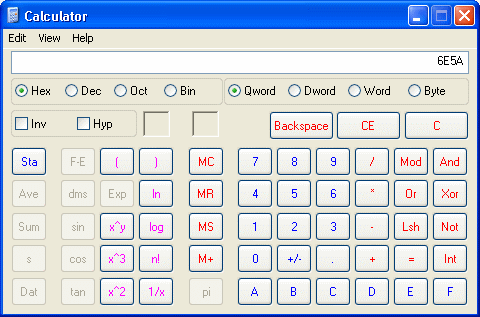 Calculator
Edit View Help
6E5A
Hex Dec Oct Bin Qword Dword Word Byte
Inv Hyp Backspace CE C
Sta F-E ( ) MC 7 8 9 / Mod And
Ave dms Exp ln MR 4 5 6 * Or Xor
Sum sin x^y log MS 1 2 3 - Lsh Not
s cos x^3 n! M+ 0 +/- . + = Int
Dat tan x^2 1/x pi A B C D E F